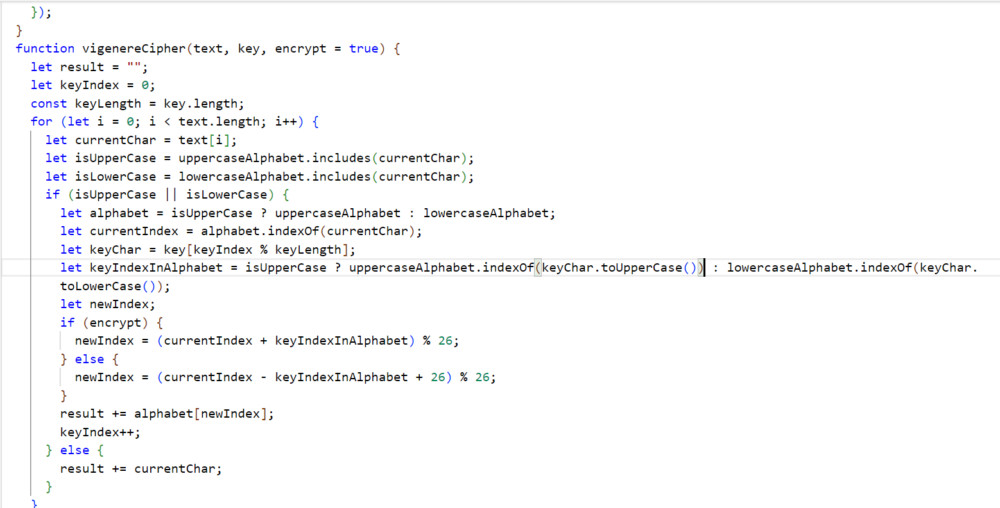 });
}
function vigenereCipher(text, key, encrypt = true) {
let result = "";
let keyIndex = 0;
const keyLength = key.length;
for (let i = 0; i < text.length; i++) {
let currentChar = text[i];
let isUpperCase = uppercaseAlphabet.includes(currentChar);
let isLowerCase = lowercaseAlphabet.includes(currentChar);
if (isUpperCase || isLowerCase) {
let alphabet = isUpperCase ? uppercaseAlphabet : lowercaseAlphabet;
let currentIndex = alphabet.indexOf(currentChar);
let keyChar = key[keyIndex % keyLength];
let keyIndexInAlphabet = isUpperCase ? uppercaseAlphabet.indexOf(keyChar.toUpperCase()) : lowercaseAlphabet.indexOf(keyChar.
toLowerCase());
let newIndex;
if (encrypt) {
newIndex = (currentIndex + keyIndexInAlphabet) % 26;
} else {
newIndex = (currentIndex - keyIndexInAlphabet + 26) % 26;
}
result += alphabet[newIndex];
keyIndex++;
} else {
result += currentChar;
}
}